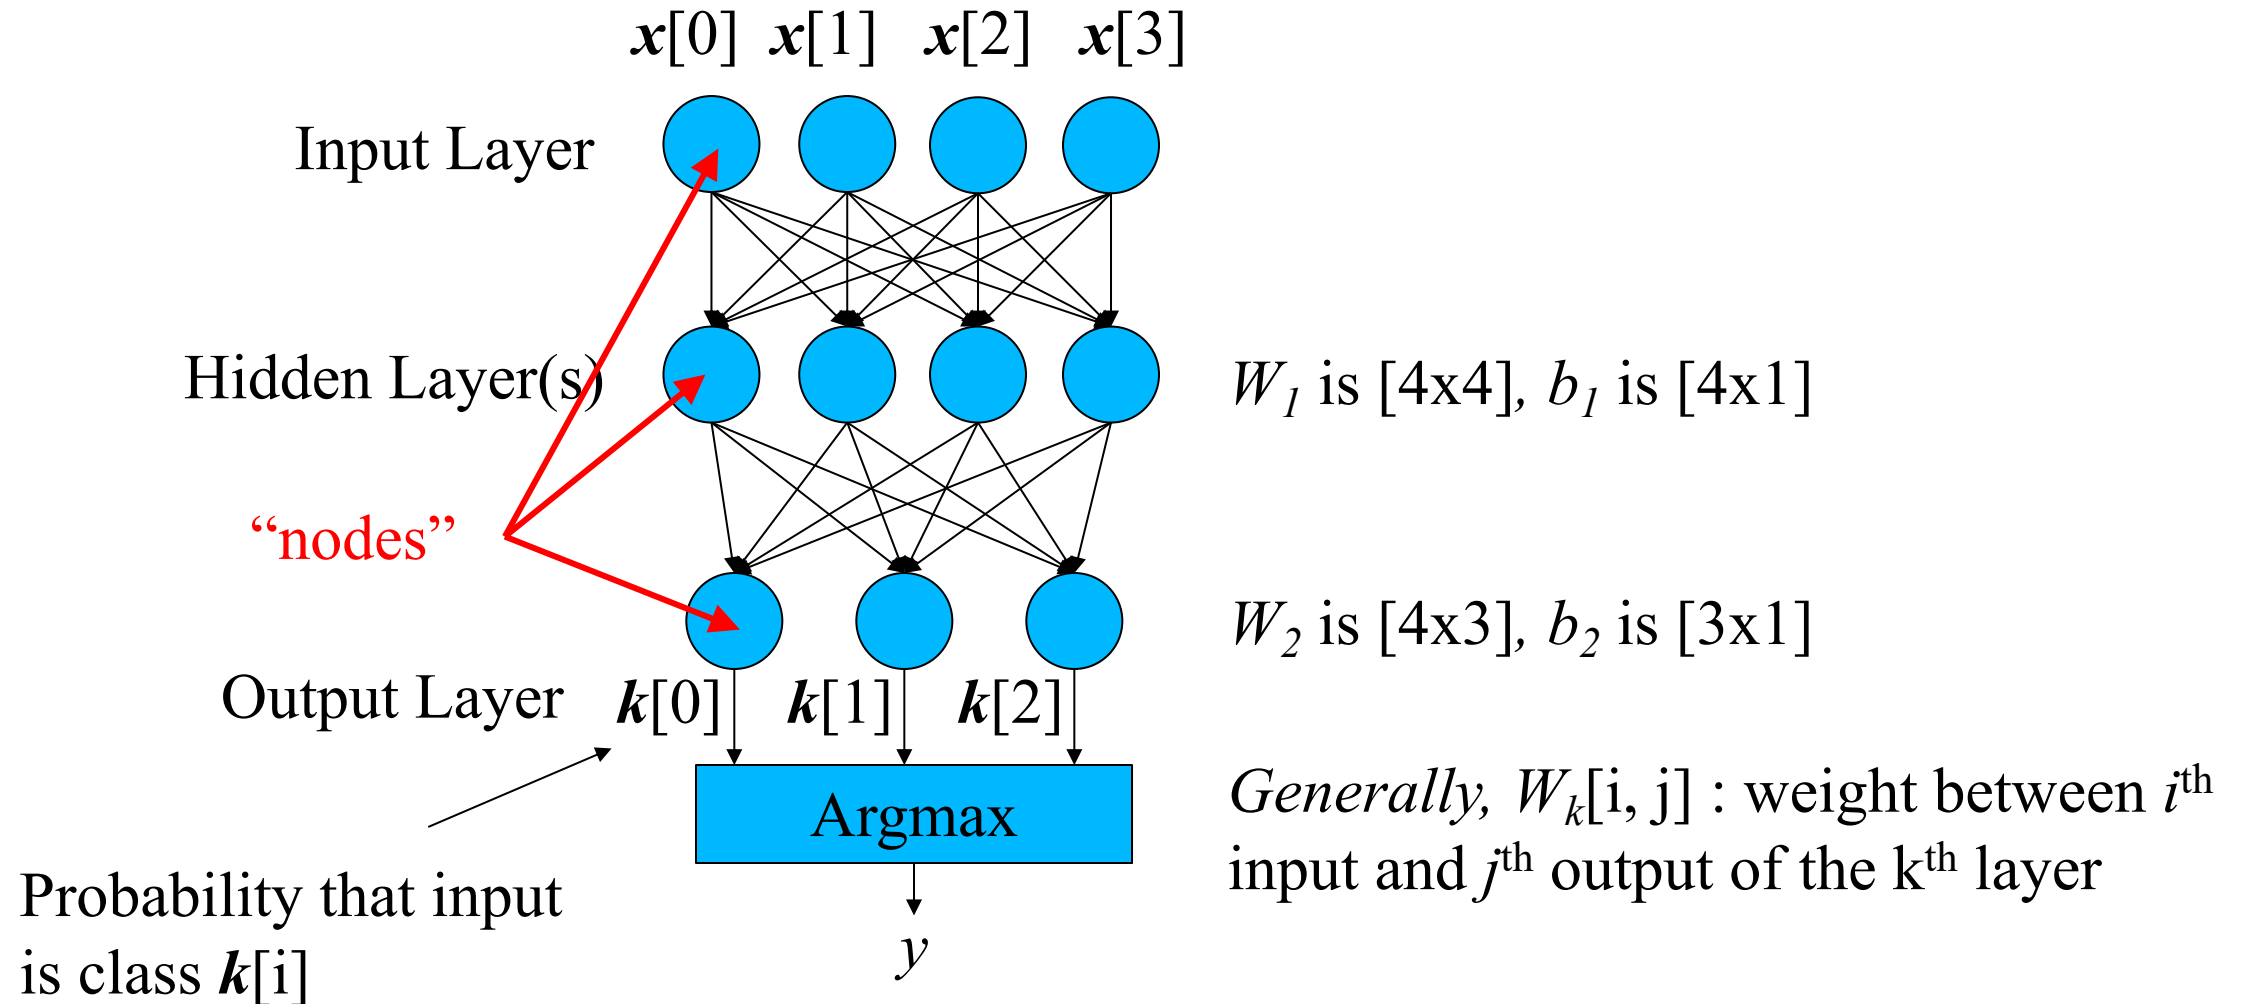 x[0] x[1] x[2] x[3]
Input Layer
Hidden Layer(s)
W1 is [4x4], b1 is [4x1]
“nodes”
W2 is [4x3], b2 is [3x1]
Output Layer
k[0] k[1] k[2]
Argmax
Generally, Wk[i, j] : weight between ith
input and jth output of the kth layer
Probability that input
is class k[i]
y